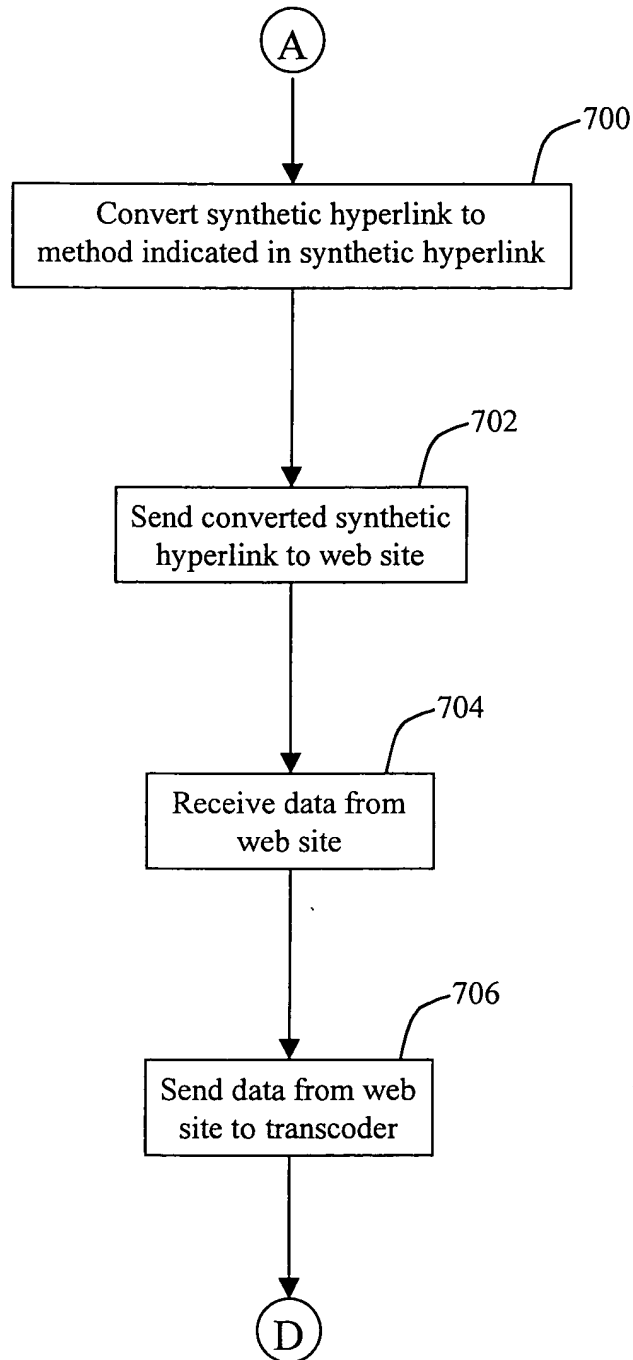 A
700
Convert synthetic hyperlink to
method indicated in synthetic hyperlink
702
Send converted synthetic
hyperlink to web site
704
Receive data from
web site
706
Send data from web
site to transcoder
D